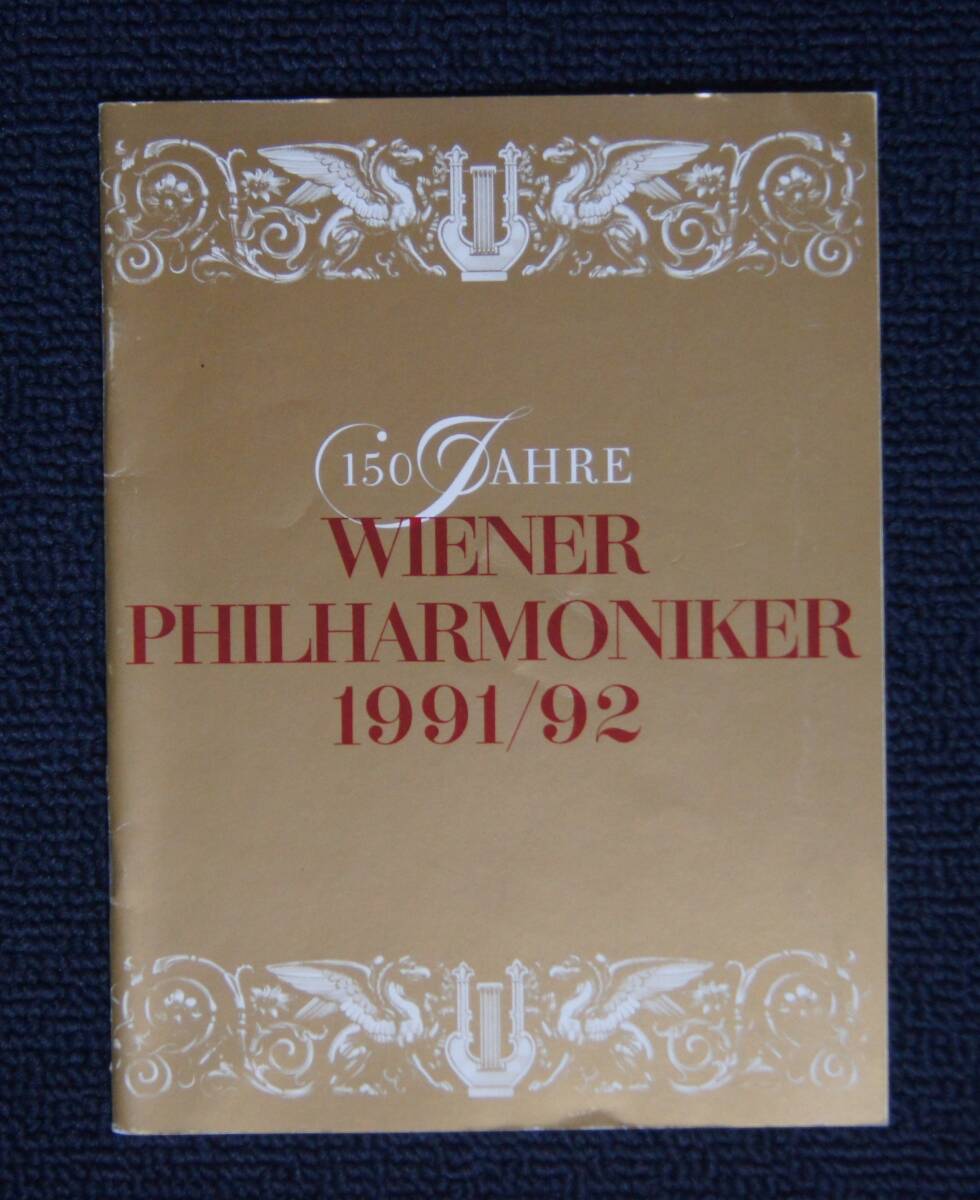 150 JAHRE
WIENER
PHILHARMONIKER
1991/92